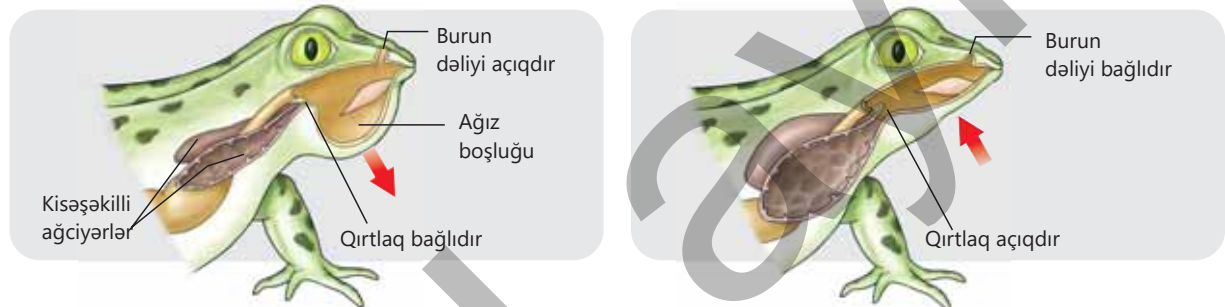 Burun
dəliyi açıqdır
Ağız
boşluğu
Kisəşəkilli
ağciyərlər
Qırtlaq bağlıdır
Burun
dəliyi bağlıdır
Qırtlaq açıqdır